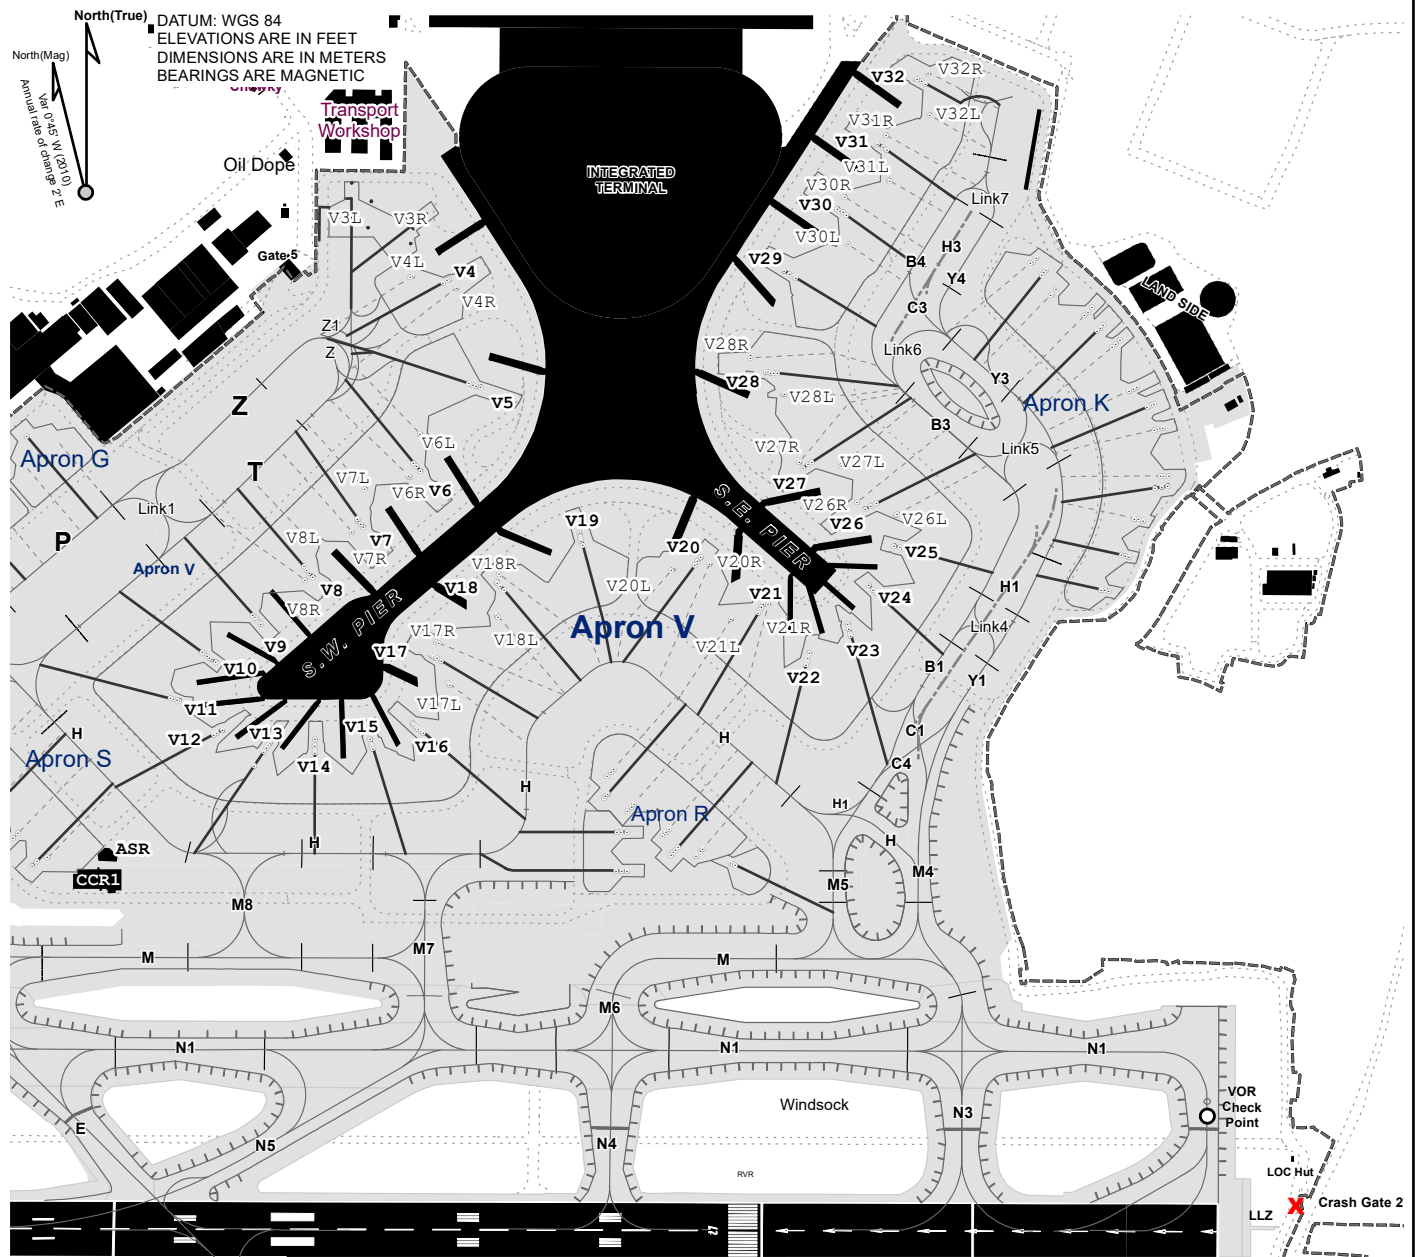 North(True)
DATUM: WGS 84
ELEVATIONS ARE IN FEET
DIMENSIONS ARE IN METERS
BEARINGS ARE MAGNETIC
North(Mag)
Var 0°45' W (2010)
Annual rate of change 2' E
Transport
Workshop
Oil Dope
INTEGRATED
TERMINAL
V32
V32R
V32L
V31R
V31
V31L
V30R
V30
V30L
Link7
V3L
V3R
Gate 5
V4L
V4
V4R
V29
H3
B4
Y4
C3
LAND SIDE
Z1
Z
V28R
V28
V28L
Link6
Y3
Apron K
Z
V5
B3
Link5
Apron G
T
V6L
V7L
V6R
V6
V27R
V27L
V27
V26R
V26
V26L
S.E. PIER
Link1
P
V8L
V7
V7R
V19
V20
V20R
V25
Apron V
V18R
V18
V8
V8R
V20L
V21
V24
H1
S.W. PIER
V17R
V18L
Apron V
V21R
V21L
V23
Link4
V9
V10
V17
V22
B1
Y1
V11
V17L
V12
V13
V15
V16
V14
H
Apron S
H
C1
C4
H
Apron R
H1
H
H
ASR
CCR1
M5
M4
M8
M7
M
M
M6
N1
N1
N1
VOR
Check
Point
Windsock
N3
E
N5
N4
RVR
LOC Hut
X
Crash Gate 2
LLZ
27